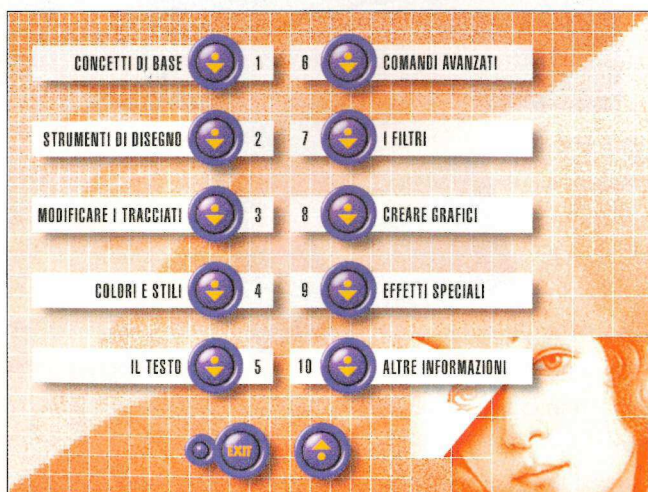 CONCETTI DI BASE 1
STRUMENTI DI DISEGNO 2
MODIFICARE I TRACCIATI 3
COLORI E STILI 4
IL TESTO 5
6 COMANDI AVANZATI
7 I FILTRI
8 CREARE GRAFICI
9 EFFETTI SPECIALI
10 ALTRE INFORMAZIONI
EXIT